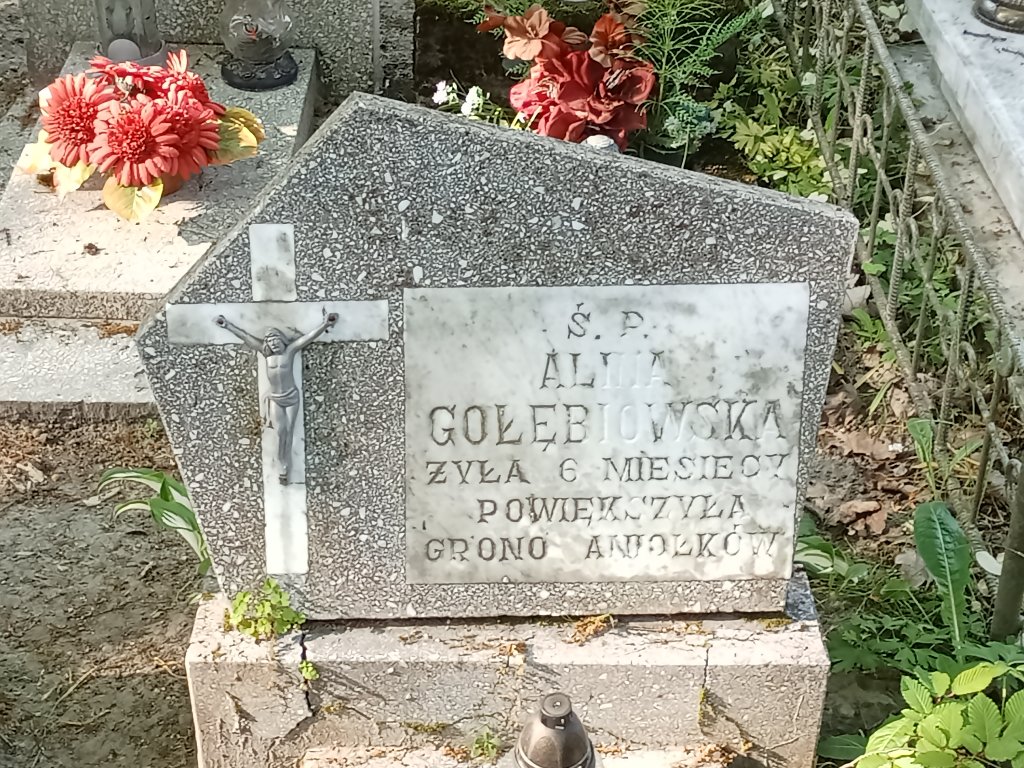 Ś. P.
ALINA
GOŁĘBIOWSKA
ŻYŁA 6 MIESIĘCY
POWIĘKSZYŁA
GRONO ANIOŁKÓW